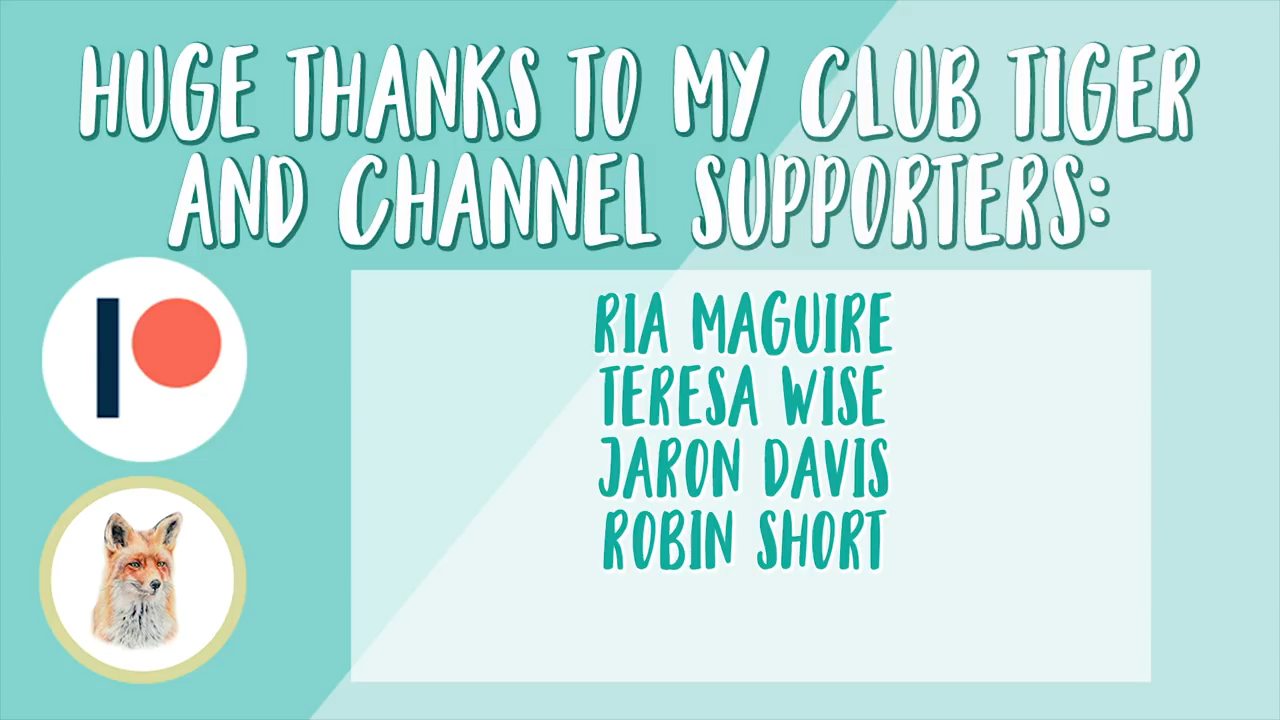 HUGE THANKS TO MY CLUB TIGER
AND CHANNEL SUPPORTERS:
RIA MAGUIRE
TERESA WISE
JARON DAVIS
ROBIN SHORT